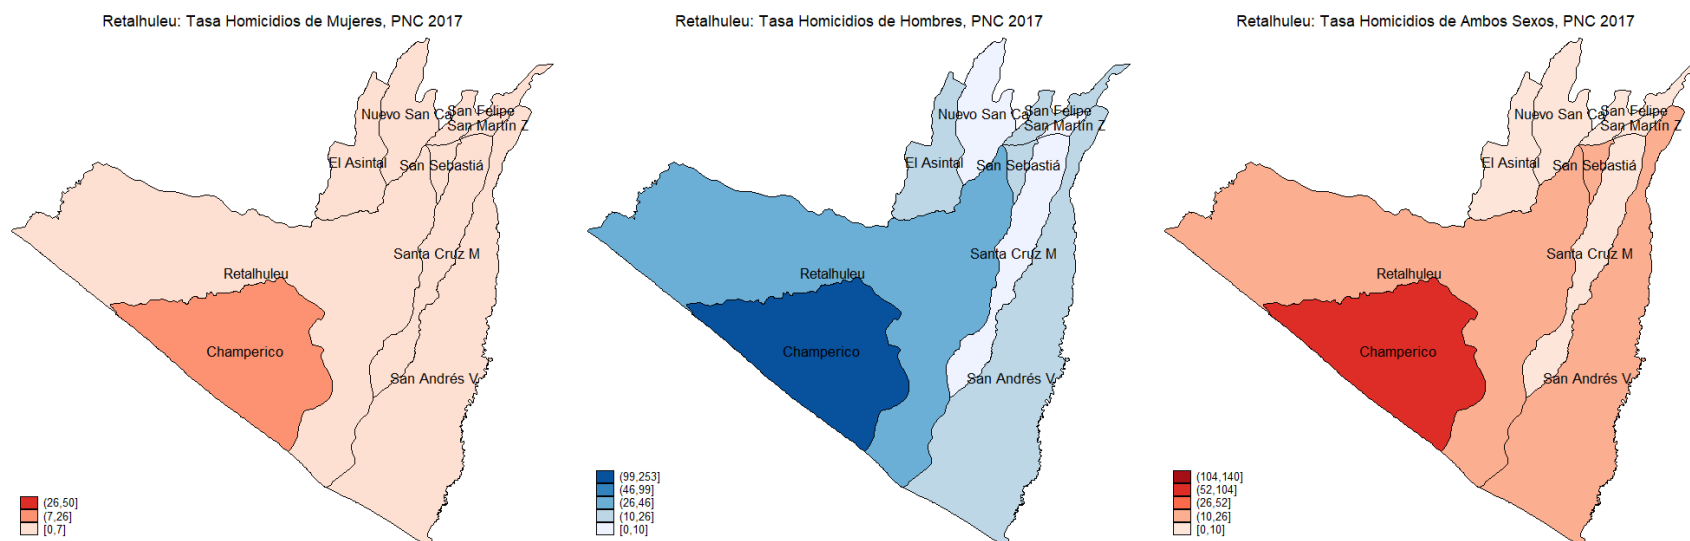 Retalhuleu: Tasa Homicidios de Mujeres, PNC 2017
Nuevo San Ca
San Felipe
San Martín Z
El Asintal
San Sebastiá
Santa Cruz M
Retalhuleu
Champerico
San Andrés V
(26,50]
(7,26]
[0,7]
Retalhuleu: Tasa Homicidios de Hombres, PNC 2017
Nuevo San Ca
San Felipe
San Martín Z
El Asintal
San Sebastiá
Santa Cruz M
Retalhuleu
Champerico
San Andrés V
(99,253]
(46,99]
(26,46]
(10,26]
[0,10]
Retalhuleu: Tasa Homicidios de Ambos Sexos, PNC 2017
Nuevo San Ca
San Felipe
San Martín Z
El Asintal
San Sebastiá
Santa Cruz M
Retalhuleu
Champerico
San Andrés V
(104,140]
(52,104]
(26,52]
(10,26]
[0,10]